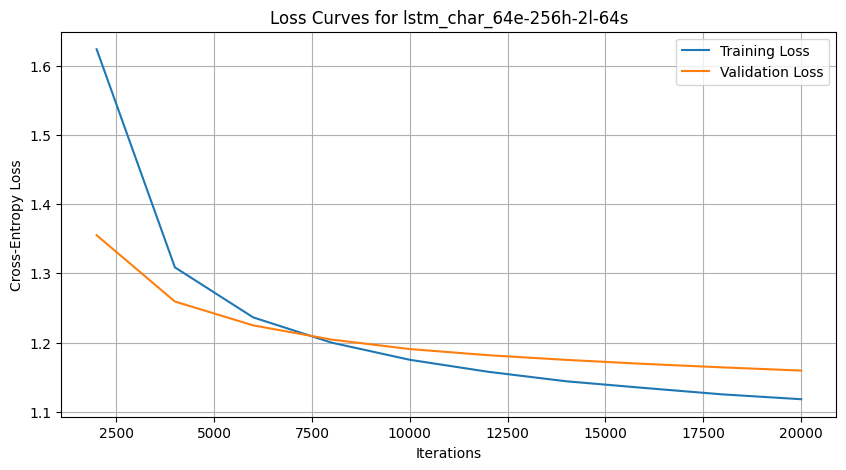 Loss Curves for lstm_char_64e-256h-2l-64s
Training Loss
Validation Loss
Cross-Entropy Loss
1.6
1.5
1.4
1.3
1.2
1.1
2500 5000 7500 10000 12500 15000 17500 20000
Iterations